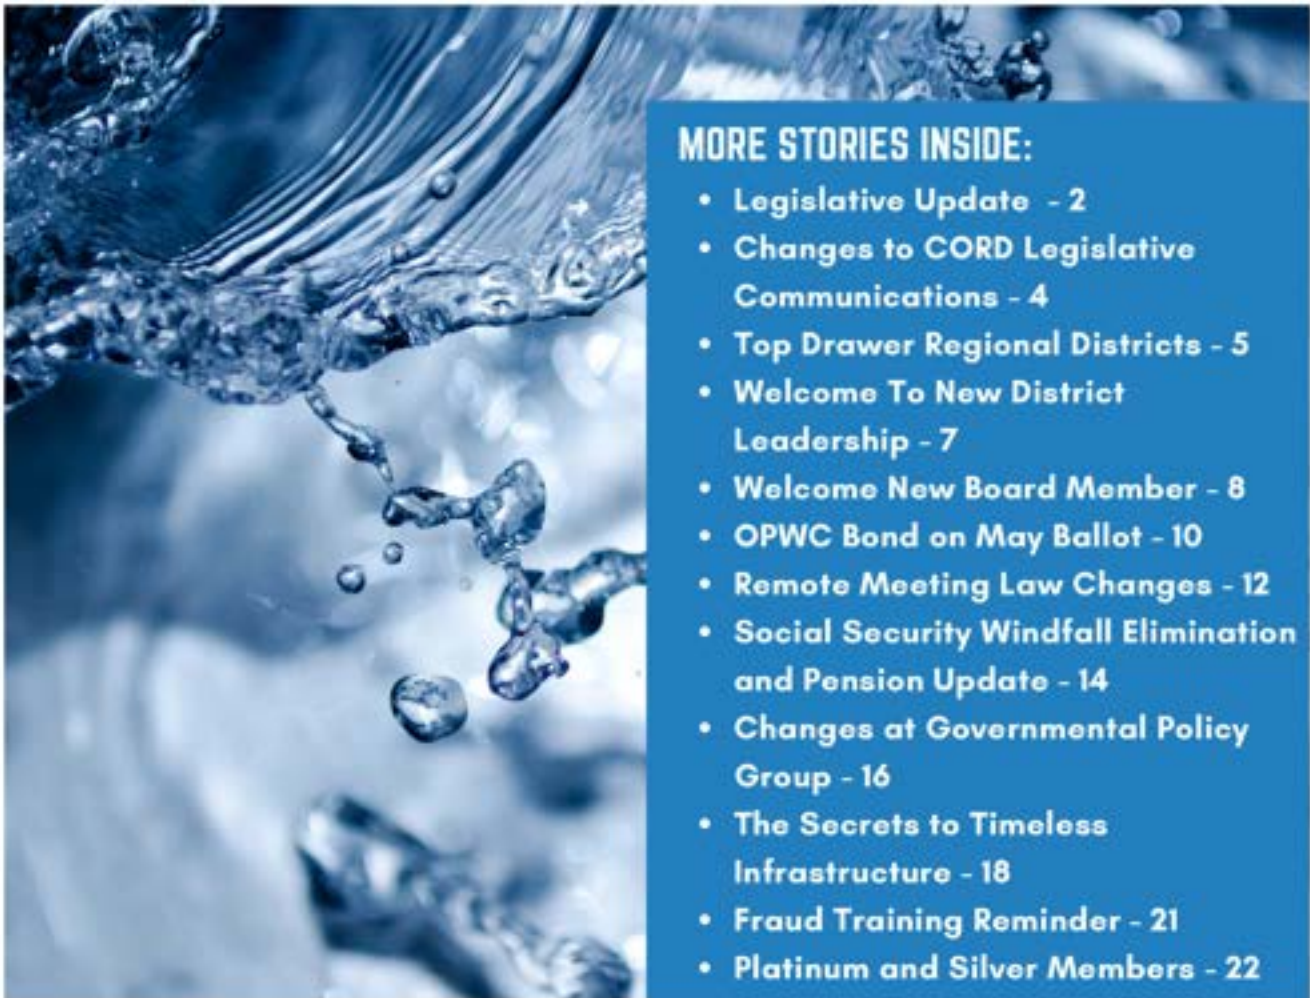 MORE STORIES INSIDE:
• Legislative Update - 2
• Changes to CORD Legislative
Communications - 4
• Top Drawer Regional Districts - 5
• Welcome To New District
Leadership - 7
• Welcome New Board Member - 8
• OPWC Bond on May Ballot - 10
• Remote Meeting Law Changes - 12
• Social Security Windfall Elimination
and Pension Update - 14
• Changes at Governmental Policy
Group - 16
• The Secrets to Timeless
Infrastructure - 18
• Fraud Training Reminder - 21
• Platinum and Silver Members - 22